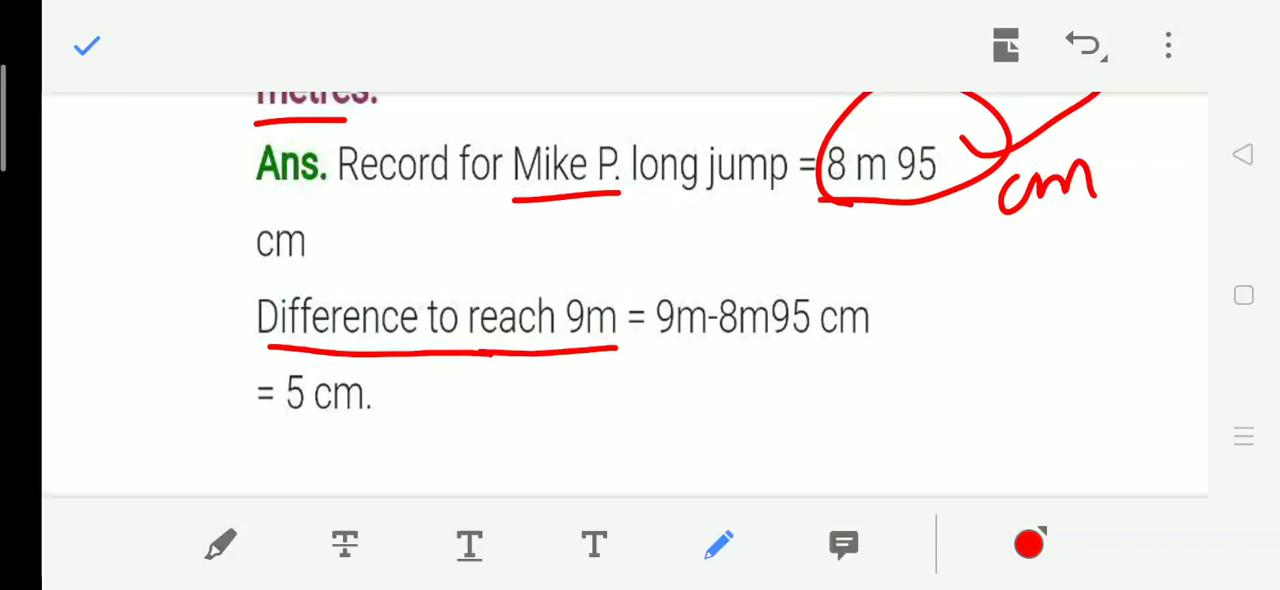 metres.
Ans. Record for Mike P. long jump = 8 m 95
cm
cm
Difference to reach 9m = 9m-8m95 cm
= 5 cm.